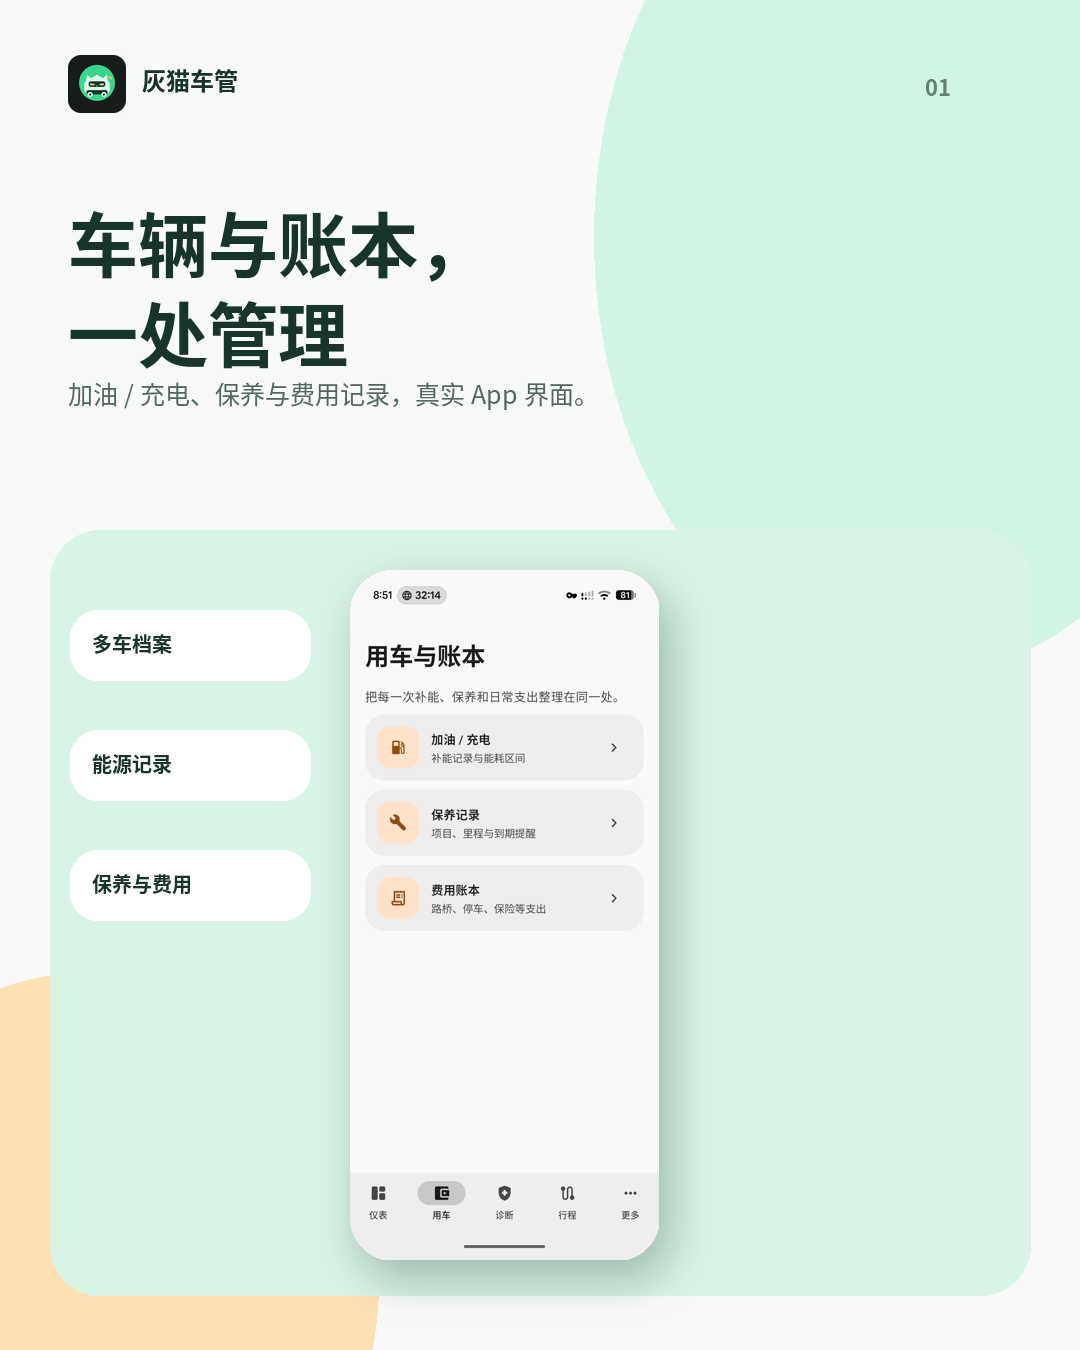 灰猫车管
01
车辆与账本，
一处管理
加油 / 充电、保养与费用记录，真实 App 界面。
多车档案
能源记录
保养与费用
8:51
32:14
81
用车与账本
把每一次补能、保养和日常支出整理在同一处。
加油 / 充电
补能记录与能耗区间
保养记录
项目、里程与到期提醒
费用账本
路桥、停车、保险等支出
仪表
用车
诊断
行程
更多